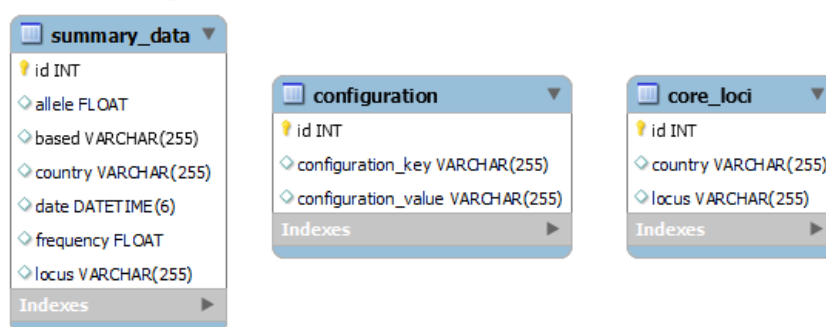 summary_data
id INT
allele FLOAT
based VARCHAR(255)
country VARCHAR(255)
date DATETIME(6)
frequency FLOAT
locus VARCHAR(255)
Indexes
configuration
id INT
configuration_key VARCHAR(255)
configuration_value VARCHAR(255)
Indexes
core_loci
id INT
country VARCHAR(255)
locus VARCHAR(255)
Indexes